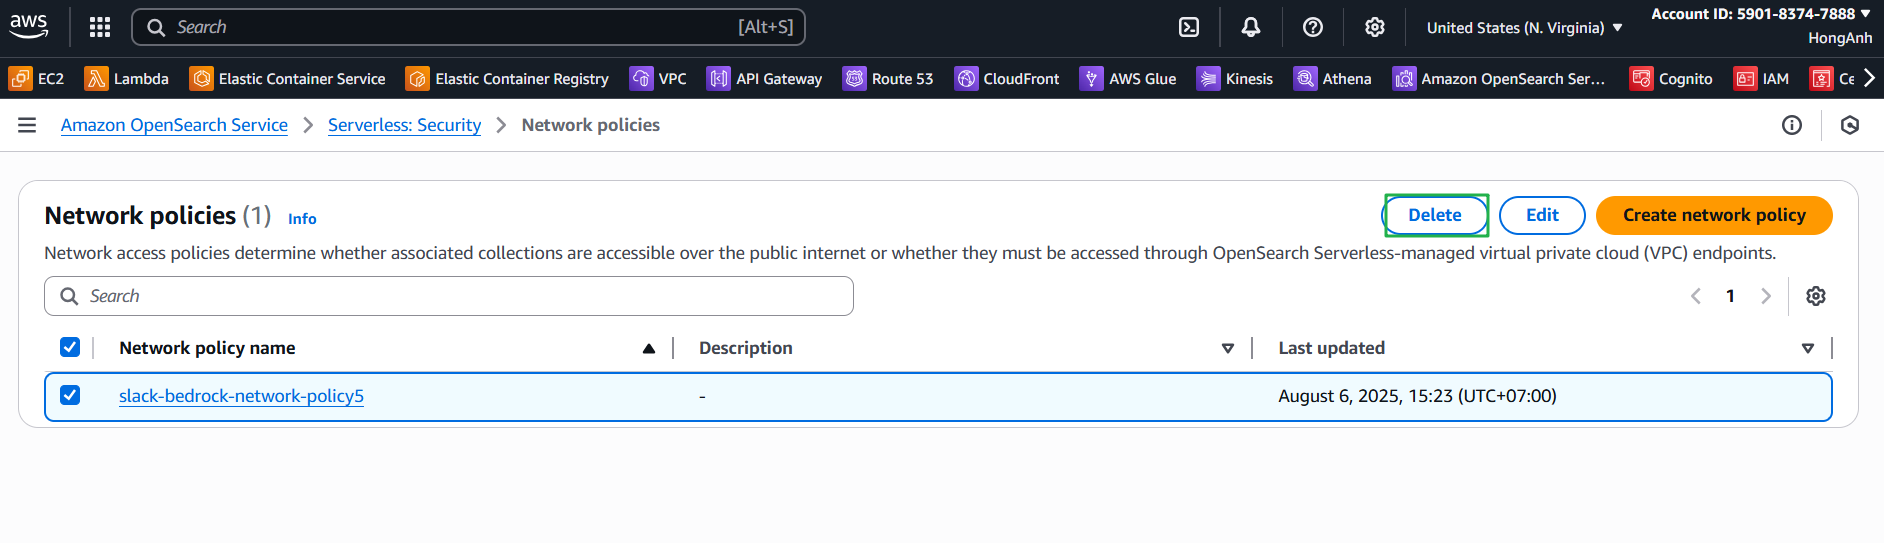 aws
Search [Alt+S]
United States (N. Virginia) ▼
Account ID: 5901-8374-7888 ▼
HongAnh
EC2 Lambda Elastic Container Service Elastic Container Registry VPC API Gateway Route 53 CloudFront AWS Glue Kinesis Athena Amazon OpenSearch Ser... Cognito IAM Ce
Amazon OpenSearch Service > Serverless: Security > Network policies
Network policies (1) Info
Delete Edit Create network policy
Network access policies determine whether associated collections are accessible over the public internet or whether they must be accessed through OpenSearch Serverless-managed virtual private cloud (VPC) endpoints.
Search
< 1 >
Network policy name Description Last updated
slack-bedrock-network-policy5 - August 6, 2025, 15:23 (UTC+07:00)